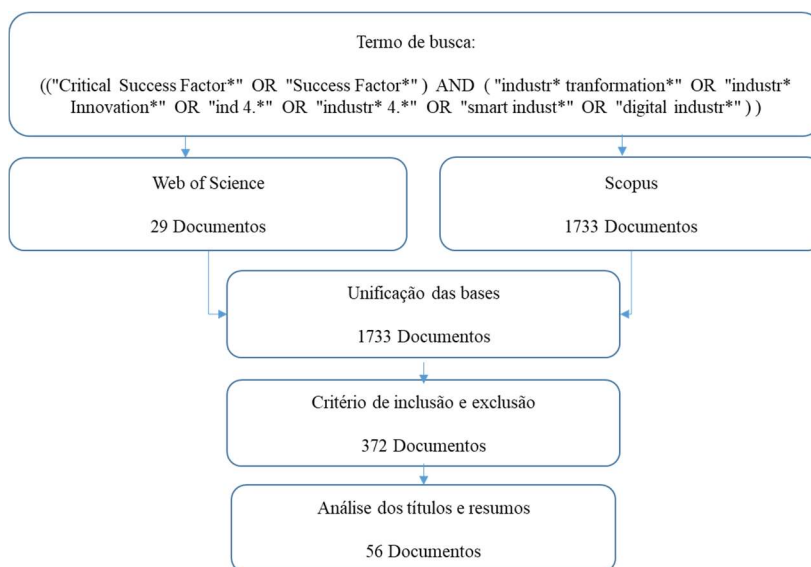 Termo de busca:
(("Critical Success Factor*" OR "Success Factor*" ) AND ( "industr* tranformation*" OR "industr*
Innovation*" OR "ind 4.*" OR "industr* 4.*" OR "smart indust*" OR "digital industr*" ) )
Web of Science
29 Documentos
Scopus
1733 Documentos
Unificação das bases
1733 Documentos
Critério de inclusão e exclusão
372 Documentos
Análise dos títulos e resumos
56 Documentos